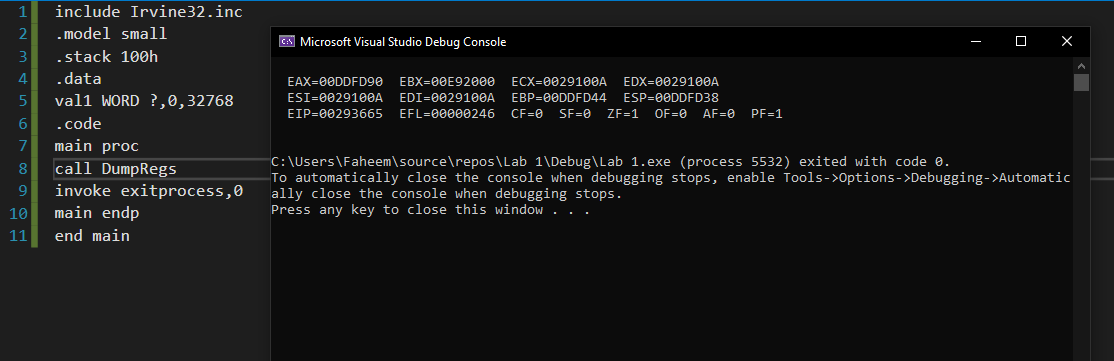 1 include Irvine32.inc
2 .model small
3 .stack 100h
4 .data
5 val1 WORD ?,0,32768
6 .code
7 main proc
8 call DumpRegs
9 invoke exitprocess,0
10 main endp
11 end main
Microsoft Visual Studio Debug Console
EAX=00DDFD90 EBX=00E92000 ECX=0029100A EDX=0029100A
ESI=0029100A EDI=0029100A EBP=00DDFD44 ESP=00DDFD38
EIP=00293665 EFL=00000246 CF=0 SF=0 ZF=1 OF=0 AF=0 PF=1
C:\Users\Faheem\source\repos\Lab 1\Debug\Lab 1.exe (process 5532) exited with code 0.
To automatically close the console when debugging stops, enable Tools->Options->Debugging->Automatic
ally close the console when debugging stops.
Press any key to close this window . . .